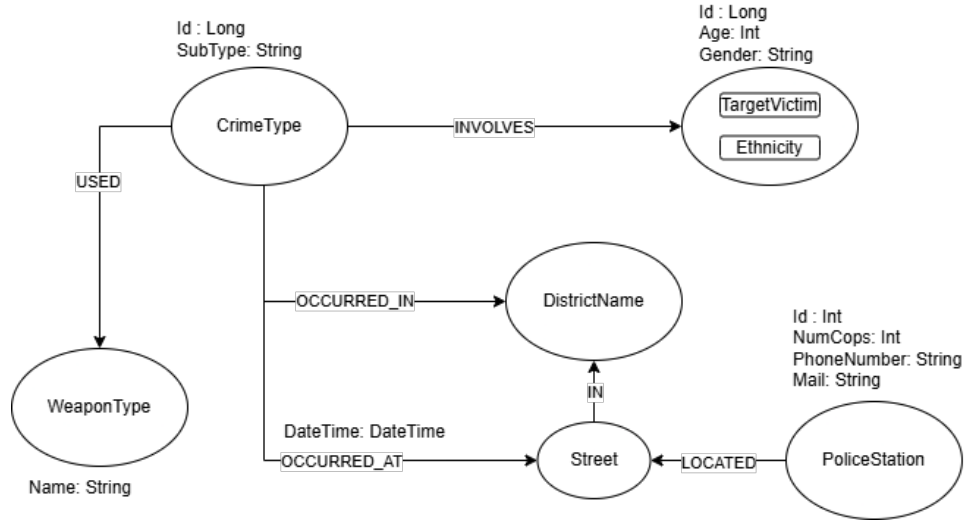 Id : Long
SubType: String
CrimeType
Id : Long
Age: Int
Gender: String
TargetVictim
Ethnicity
INVOLVES
USED
OCCURRED_IN
DistrictName
Id : Int
NumCops: Int
PhoneNumber: String
Mail: String
IN
WeaponType
Name: String
DateTime: DateTime
OCCURRED_AT
Street
LOCATED
PoliceStation